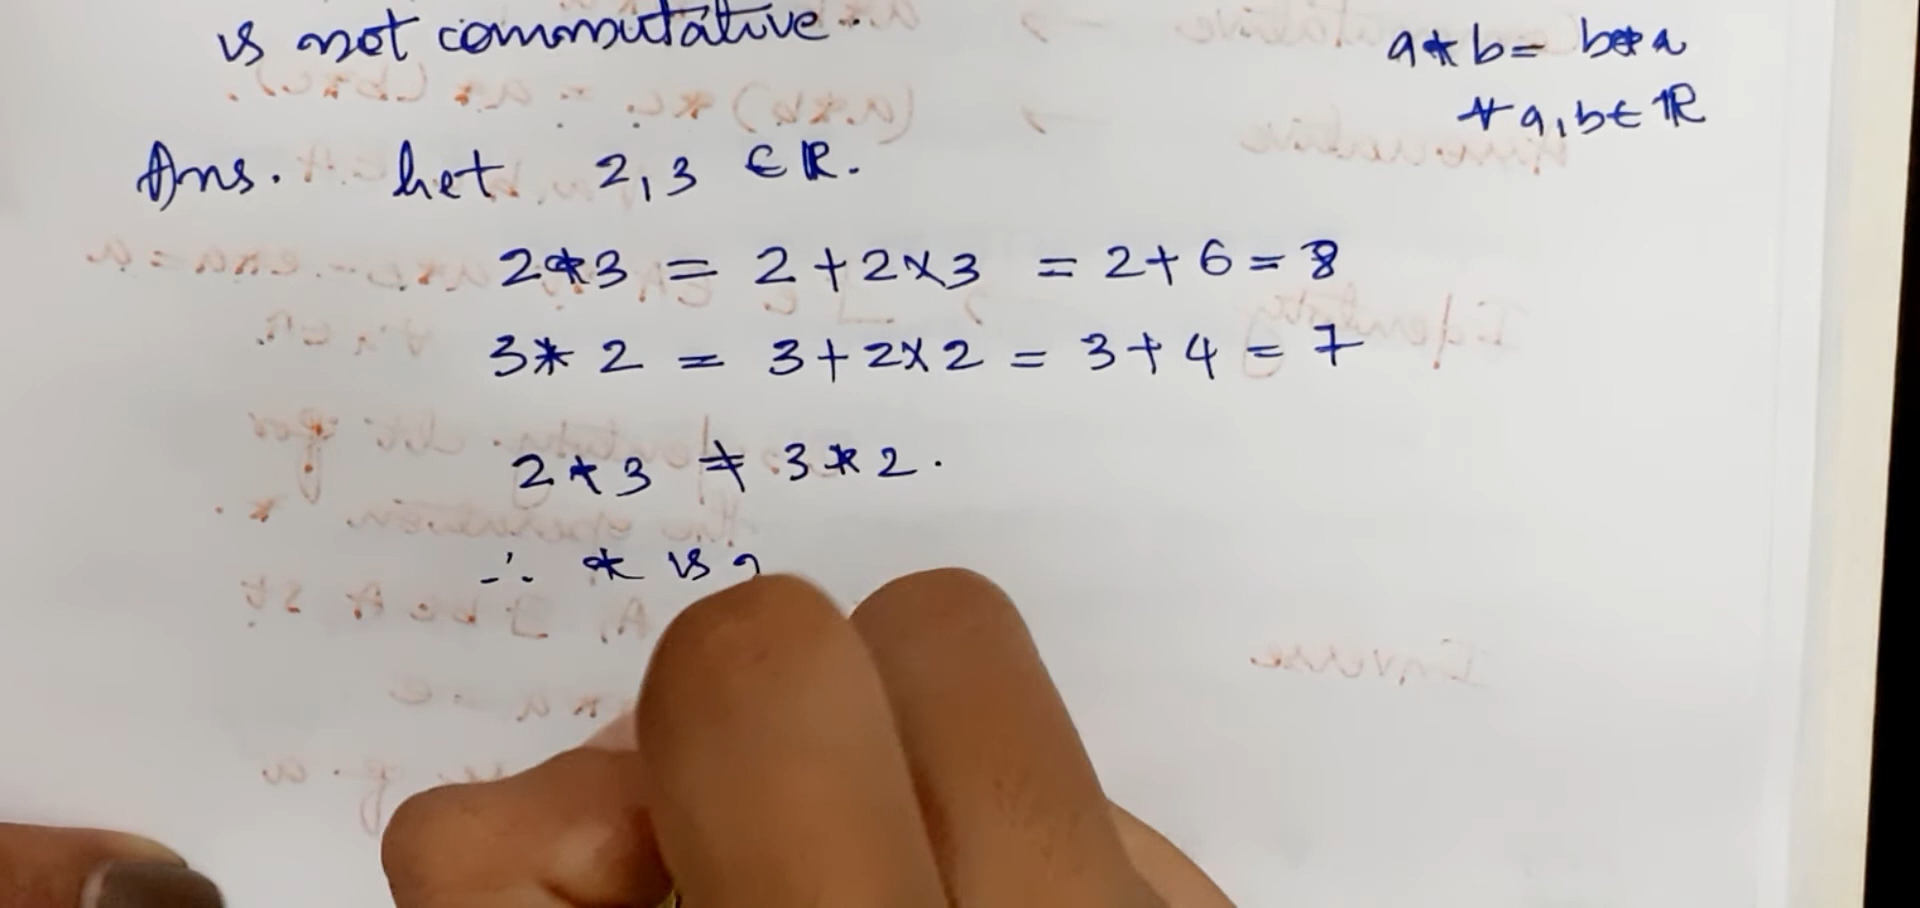 is not commutative.
a * b = b * a
∀ a, b ∈ ℝ
Ans. Let 2, 3 ∈ ℝ.
2 * 3 = 2 + 2 × 3 = 2 + 6 = 8
3 * 2 = 3 + 2 × 2 = 3 + 4 = 7
2 * 3 ≠ 3 * 2.
∴ * is